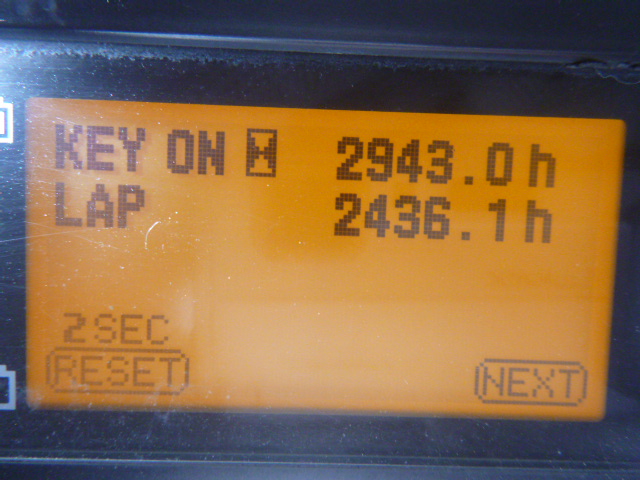 KEY ON 2943.0h
LAP 2436.1h
2SEC
RESET
NEXT